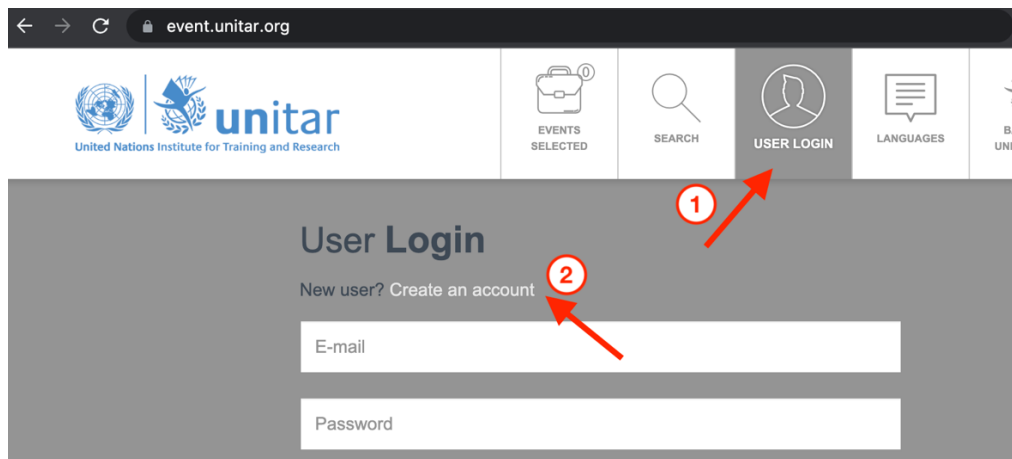 event.unitar.org
unitar
United Nations Institute for Training and Research
0
EVENTS
SELECTED
SEARCH
USER LOGIN
LANGUAGES
1
User Login
2
New user? Create an account
E-mail
Password